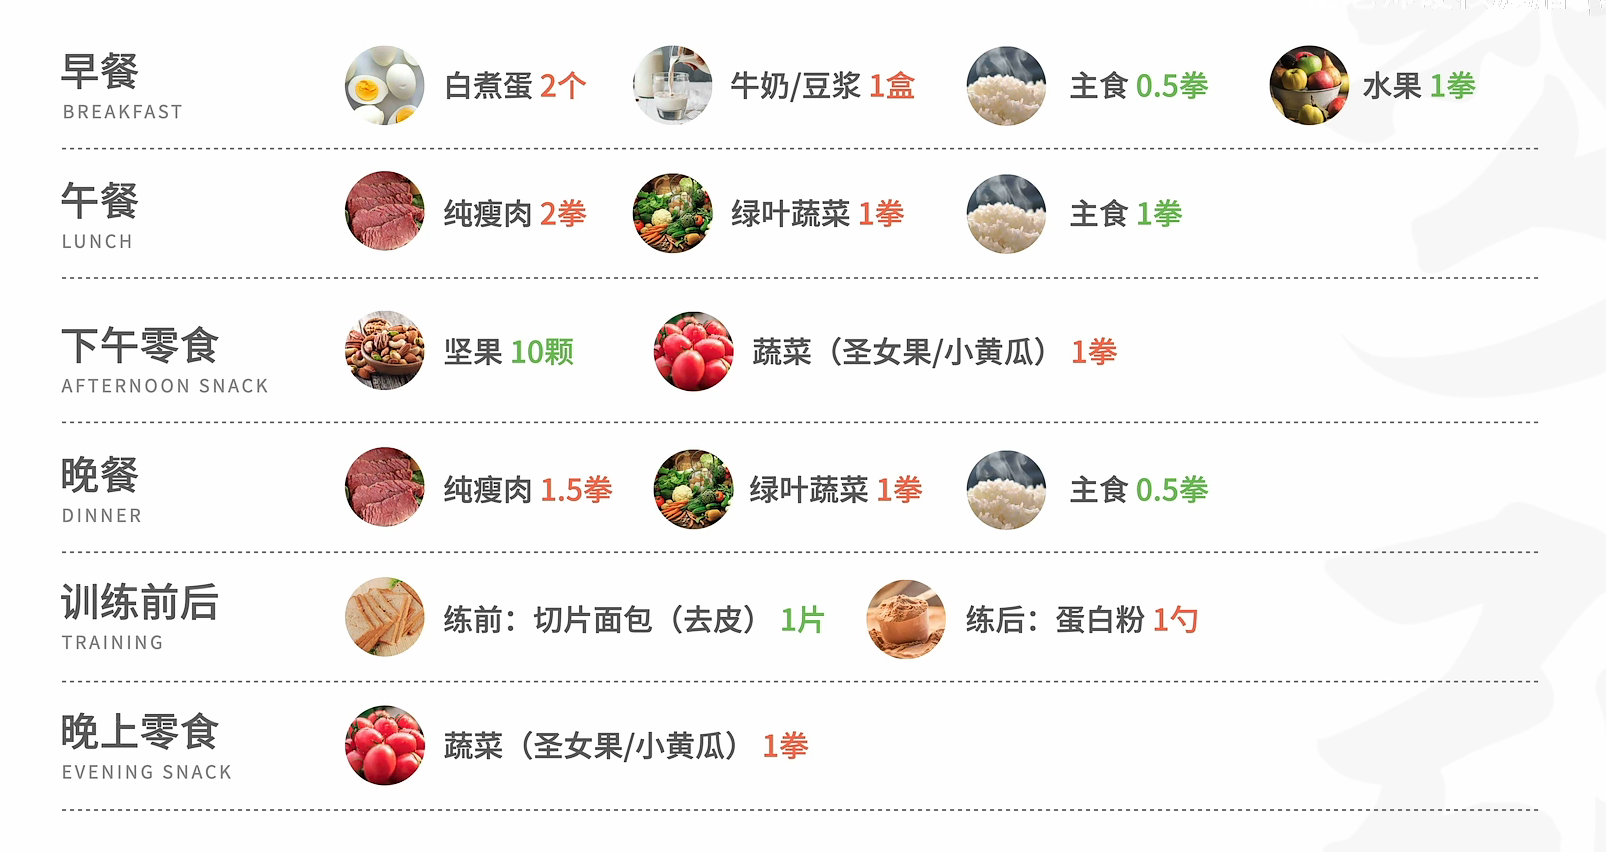 早餐
BREAKFAST
白煮蛋 2个 牛奶/豆浆 1盒 主食 0.5拳 水果 1拳
午餐
LUNCH
纯瘦肉 2拳 绿叶蔬菜 1拳 主食 1拳
下午零食
AFTERNOON SNACK
坚果 10颗 蔬菜（圣女果/小黄瓜） 1拳
晚餐
DINNER
纯瘦肉 1.5拳 绿叶蔬菜 1拳 主食 0.5拳
训练前后
TRAINING
练前：切片面包（去皮） 1片 练后：蛋白粉 1勺
晚上零食
EVENING SNACK
蔬菜（圣女果/小黄瓜） 1拳